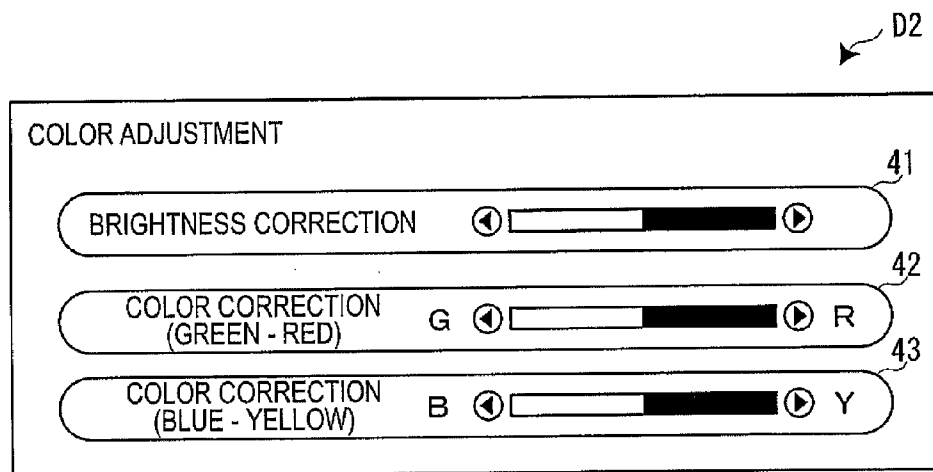 D2
COLOR ADJUSTMENT
41
BRIGHTNESS CORRECTION
42
COLOR CORRECTION
(GREEN - RED)
G R
43
COLOR CORRECTION
(BLUE - YELLOW)
B Y